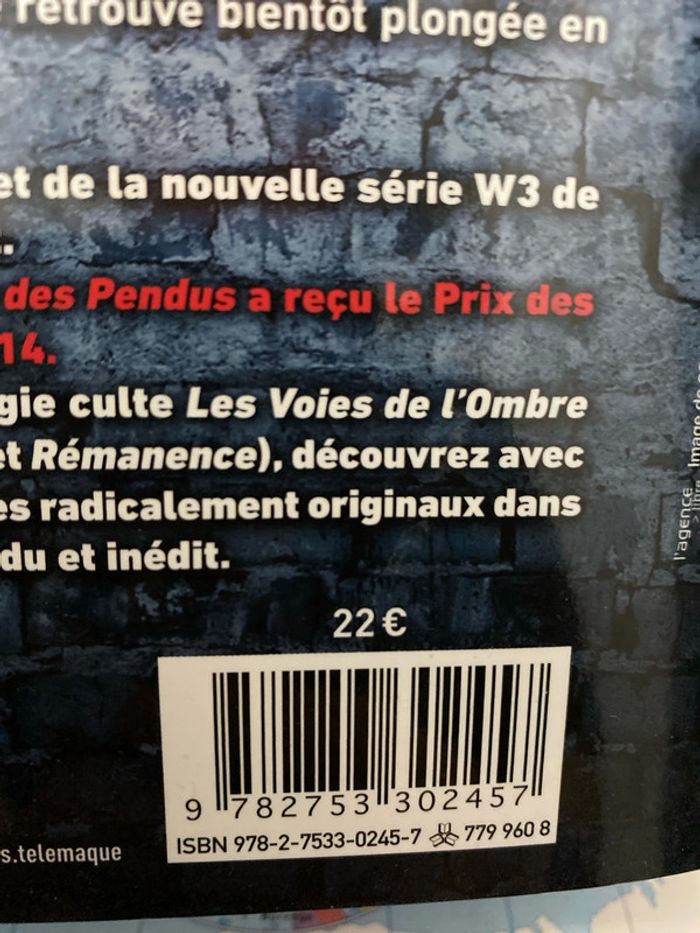 retrouve bientôt plongée en
et de la nouvelle série W3 de
des Pendus a reçu le Prix des
14.
gie culte Les Voies de l'Ombre
et Rémanence), découvrez avec
es radicalement originaux dans
du et inédit.
22 €
9 782753 302457
ISBN 978-2-7533-0245-7 779 960 8
s.telemaque
l'agence
Image de